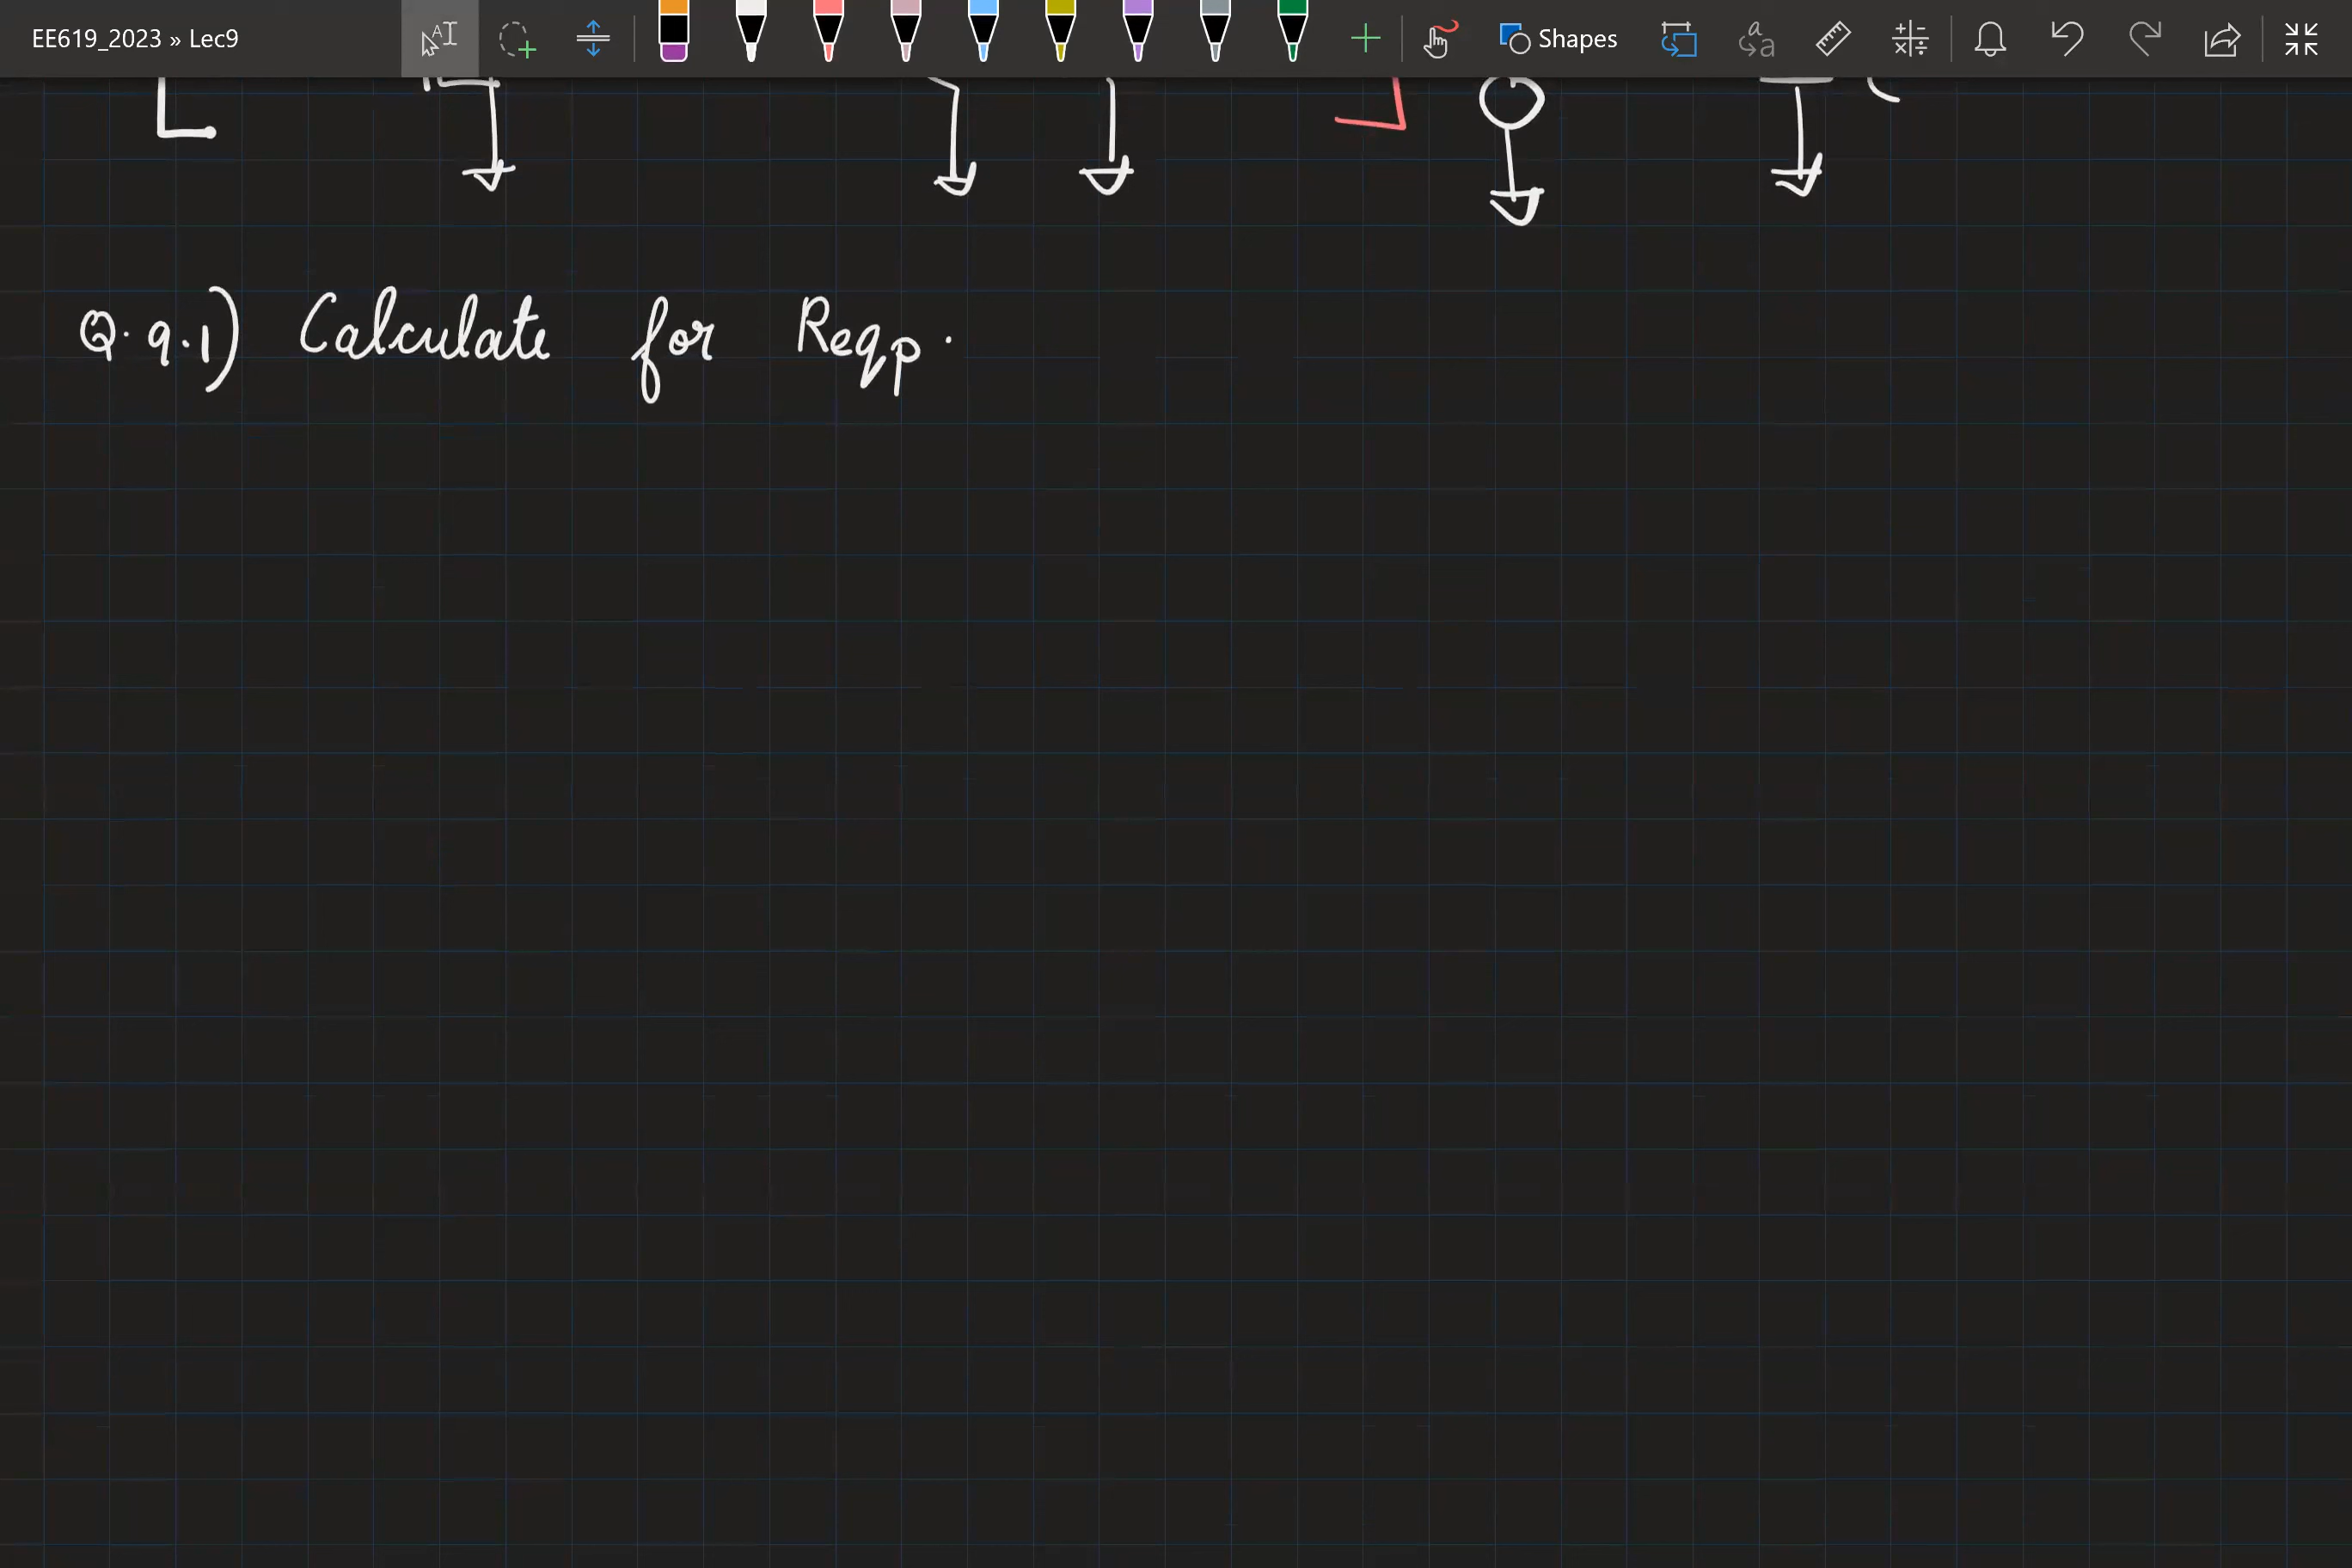 EE619_2023 » Lec9
Shapes
Q. 9.1) Calculate for Reqp.